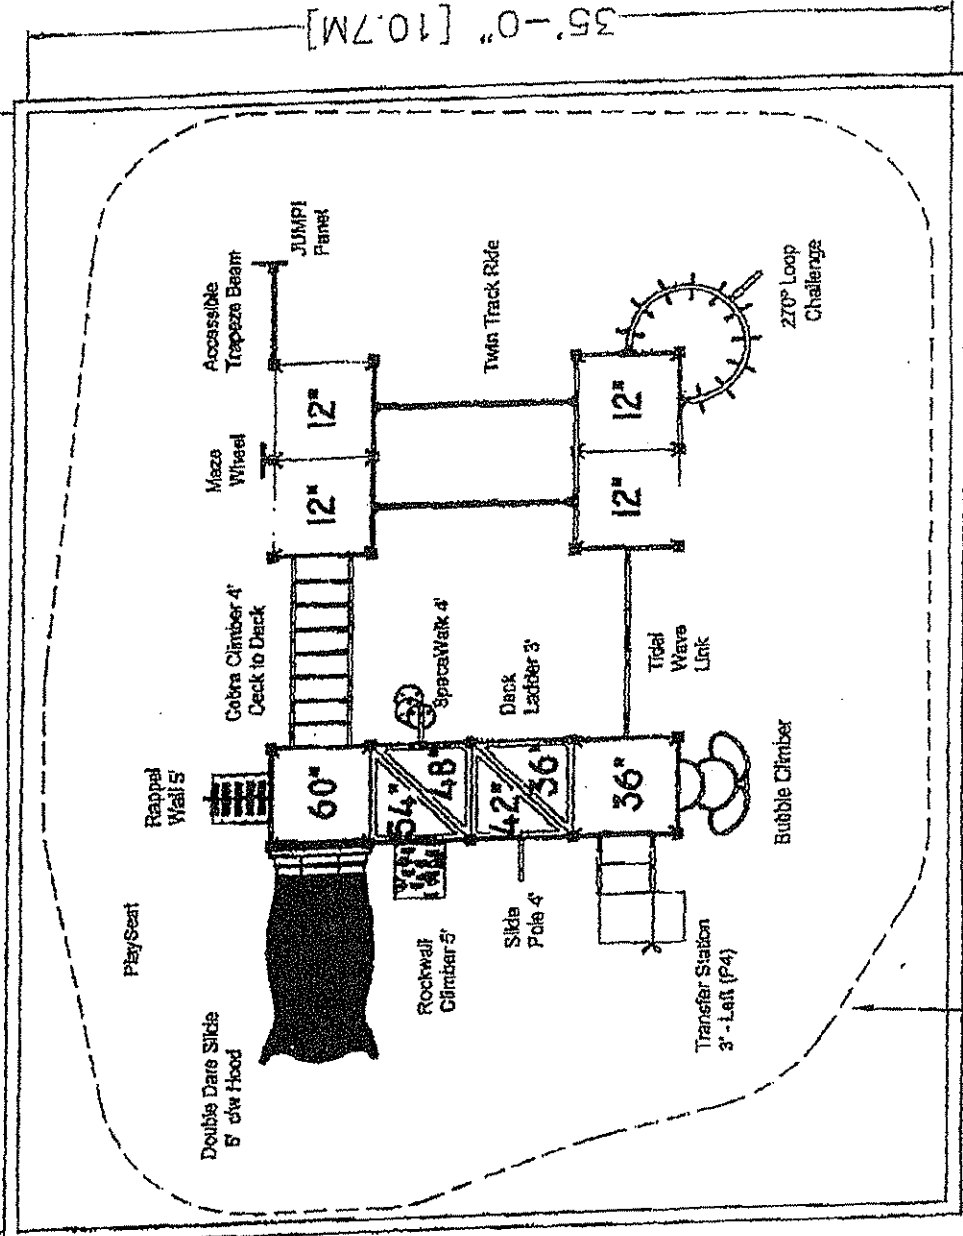 35'-0" [10.7M]
Accessible
Trapeze Beam
JUMP!
Panel
Maze
Wheel
Twin Track Ride
270° Loop
Challenge
12"
12"
12"
12"
Cobra Climber 4'
Deck to Deck
SpaceWalk 4'
Deck
Ladder 3'
Tidal
Wave
Link
Rappel
Wall 5'
60"
54"
48"
42"
36"
36"
Bubble Climber
PlaySeat
Rockwall
Climber 5'
Slide
Pole 4'
Transfer Station
3' - Left (P4)
Double Dare Slide
5' c/w Hood